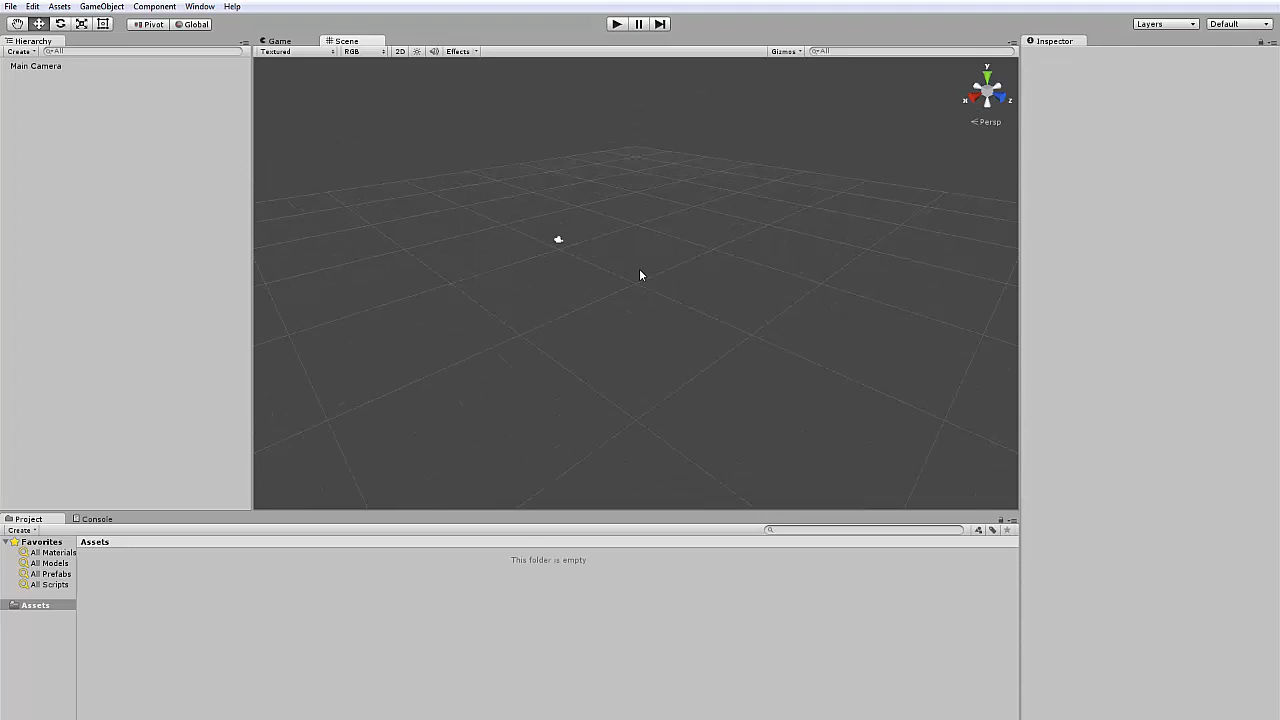 File Edit Assets GameObject Component Window Help
Pivot Global Layers Default
Hierarchy Game Scene Inspector
Create All Textured RGB 2D Effects Gizmos All
Main Camera
y
x z
Persp
Project Console
Create
Favorites Assets
All Materials
All Models This folder is empty
All Prefabs
All Scripts
Assets